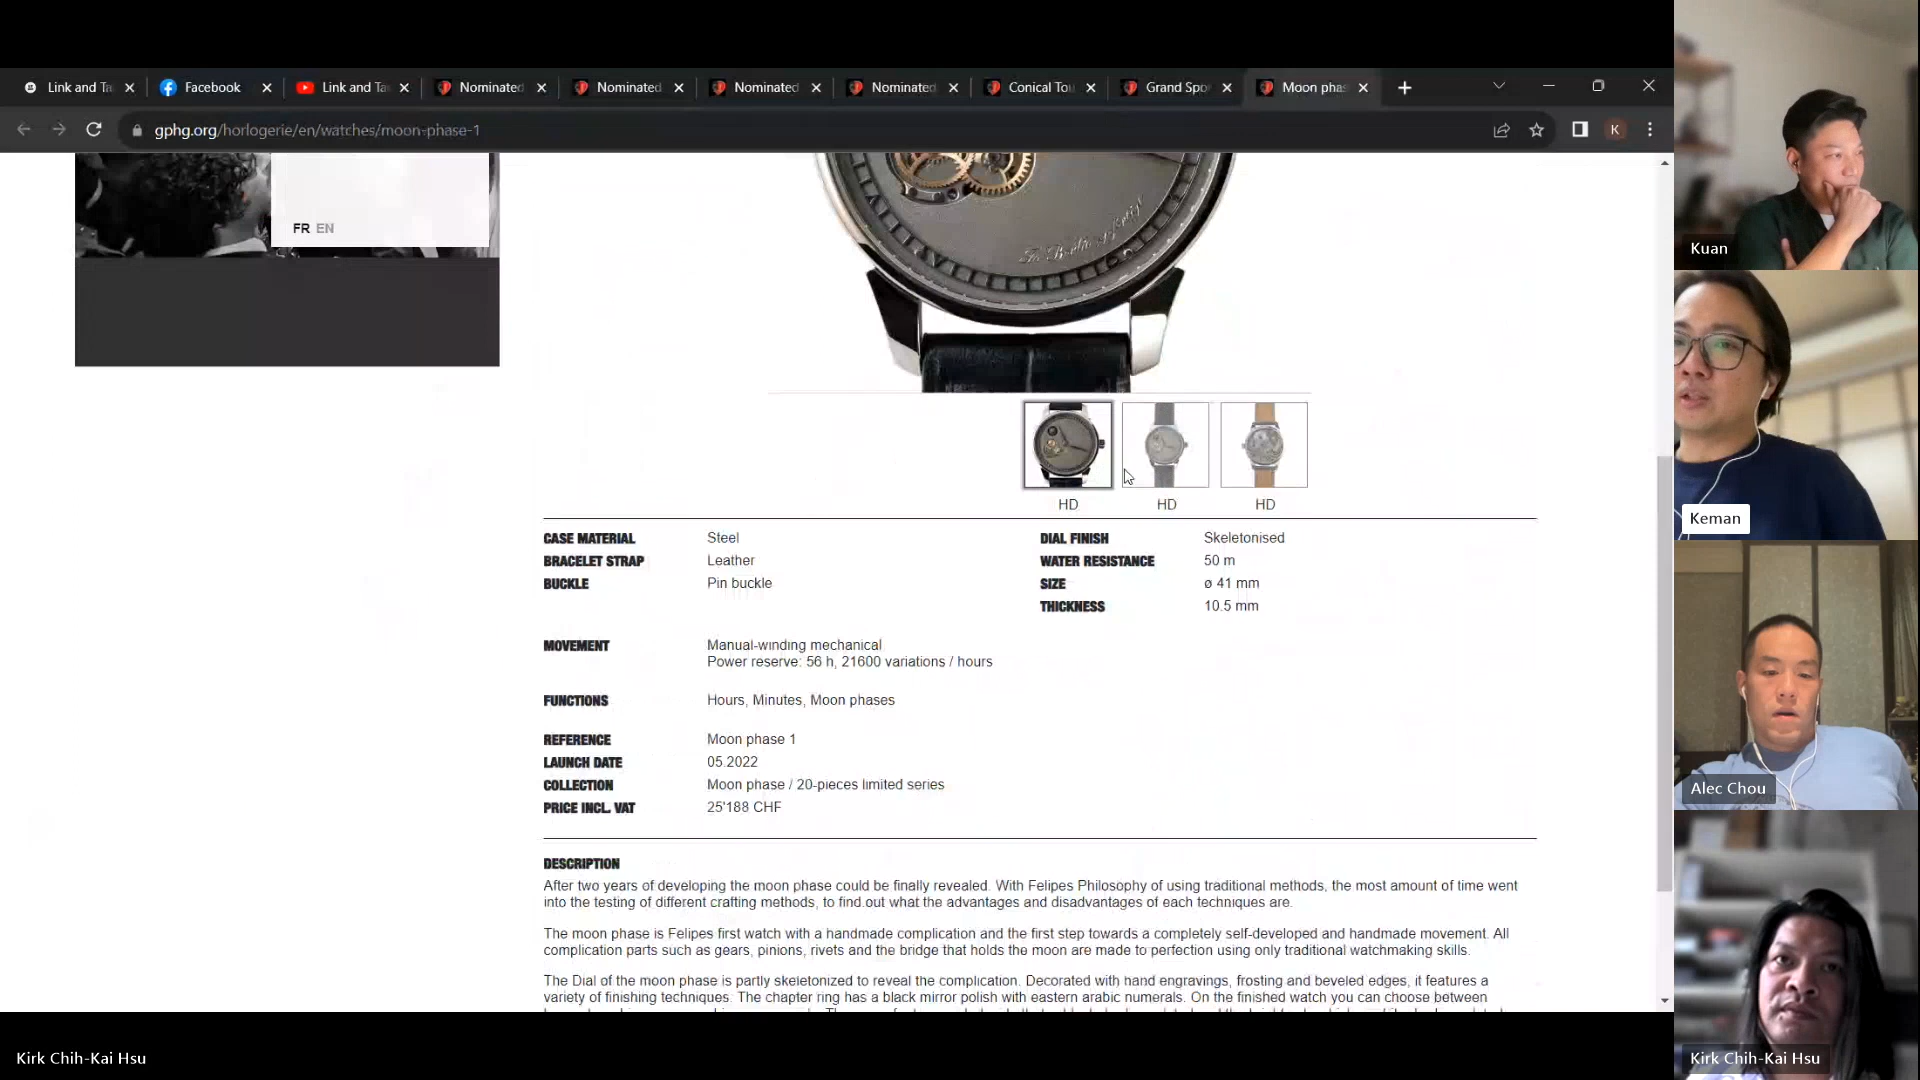 Link and Ta
Facebook
Link and Ta
Nominated
Nominated
Nominated
Nominated
Conical Tou
Grand Spo
Moon phas
gphg.org/horlogerie/en/watches/moon-phase-1
K
FR EN
HD
HD
HD
CASE MATERIAL Steel
BRACELET STRAP Leather
BUCKLE Pin buckle
DIAL FINISH Skeletonised
WATER RESISTANCE 50 m
SIZE ø 41 mm
THICKNESS 10.5 mm
MOVEMENT Manual-winding mechanical
Power reserve: 56 h, 21600 variations / hours
FUNCTIONS Hours, Minutes, Moon phases
REFERENCE Moon phase 1
LAUNCH DATE 05.2022
COLLECTION Moon phase / 20-pieces limited series
PRICE INCL. VAT 25'188 CHF
DESCRIPTION
After two years of developing the moon phase could be finally revealed. With Felipes Philosophy of using traditional methods, the most amount of time went
into the testing of different crafting methods, to find out what the advantages and disadvantages of each techniques are.
The moon phase is Felipes first watch with a handmade complication and the first step towards a completely self-developed and handmade movement. All
complication parts such as gears, pinions, rivets and the bridge that holds the moon are made to perfection using only traditional watchmaking skills.
The Dial of the moon phase is partly skeletonized to reveal the complication. Decorated with hand engravings, frosting and beveled edges, it features a
variety of finishing techniques. The chapter ring has a black mirror polish with eastern arabic numerals. On the finished watch you can choose between
Kuan
Keman
Alec Chou
Kirk Chih-Kai Hsu
Kirk Chih-Kai Hsu